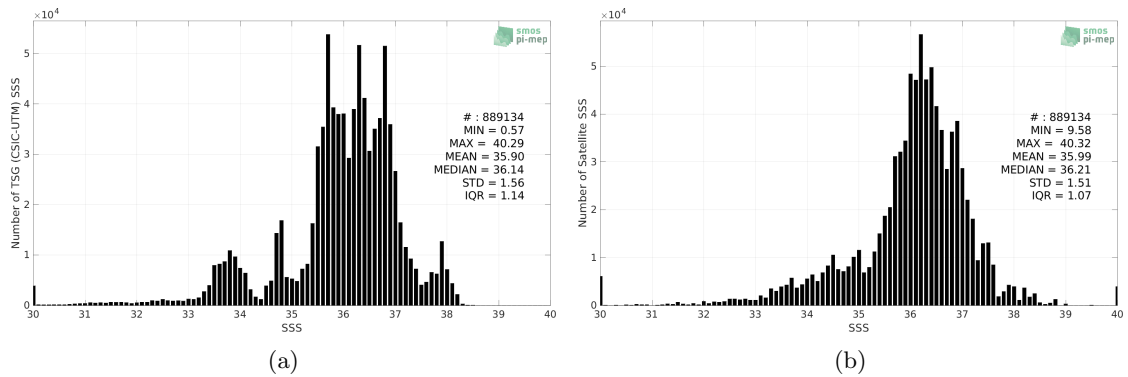 ×10⁴
5
4
3
2
1
0
Number of TSG (CSIC-UTM) SSS
30 31 32 33 34 35 36 37 38 39 40
SSS
smos
pi-mep
# : 889134
MIN = 0.57
MAX = 40.29
MEAN = 35.90
MEDIAN = 36.14
STD = 1.56
IQR = 1.14
(a)
×10⁴
5
4
3
2
1
0
Number of Satellite SSS
30 31 32 33 34 35 36 37 38 39 40
SSS
smos
pi-mep
# : 889134
MIN = 9.58
MAX = 40.32
MEAN = 35.99
MEDIAN = 36.21
STD = 1.51
IQR = 1.07
(b)